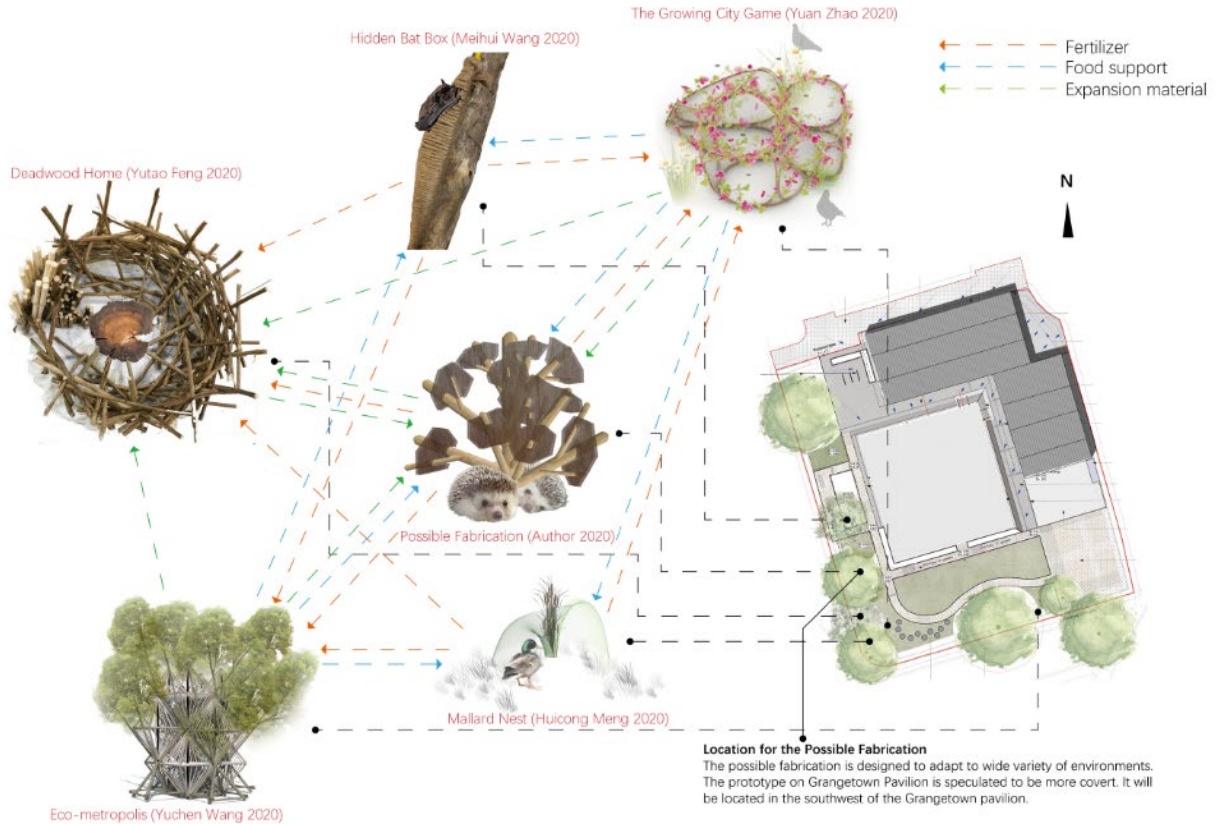 The Growing City Game (Yuan Zhao 2020)
Hidden Bat Box (Meihui Wang 2020)
Fertilizer
Food support
Expansion material
Deadwood Home (Yutao Feng 2020)
N
Possible Fabrication (Author 2020)
Mallard Nest (Huicong Meng 2020)
Eco-metropolis (Yuchen Wang 2020)
Location for the Possible Fabrication
The possible fabrication is designed to adapt to wide variety of environments.
The prototype on Grangetown Pavilion is speculated to be more covert. It will
be located in the southwest of the Grangetown pavilion.